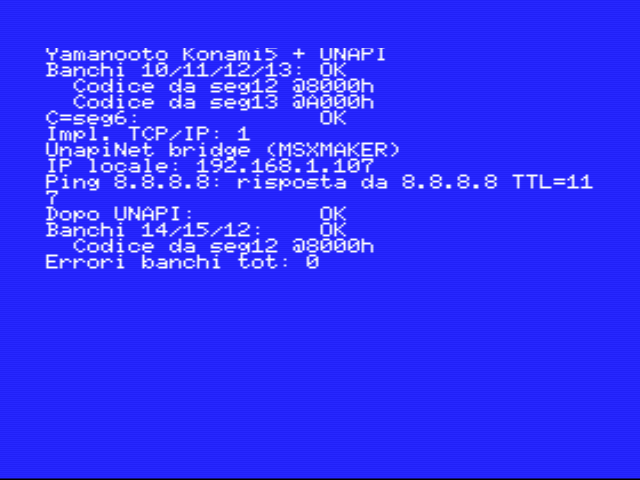 Yamanooto Konami5 + UNAPI
Banchi 10/11/12/13: OK
  Codice da seg12 @8000h
  Codice da seg13 @A000h
C=seg6:             OK
Impl. TCP/IP: 1
UnapiNet bridge (MSXMAKER)
IP locale: 192.168.1.107
Ping 8.8.8.8: risposta da 8.8.8.8 TTL=11
7
Dopo UNAPI:         OK
Banchi 14/15/12:    OK
  Codice da seg12 @8000h
Errori banchi tot: 0